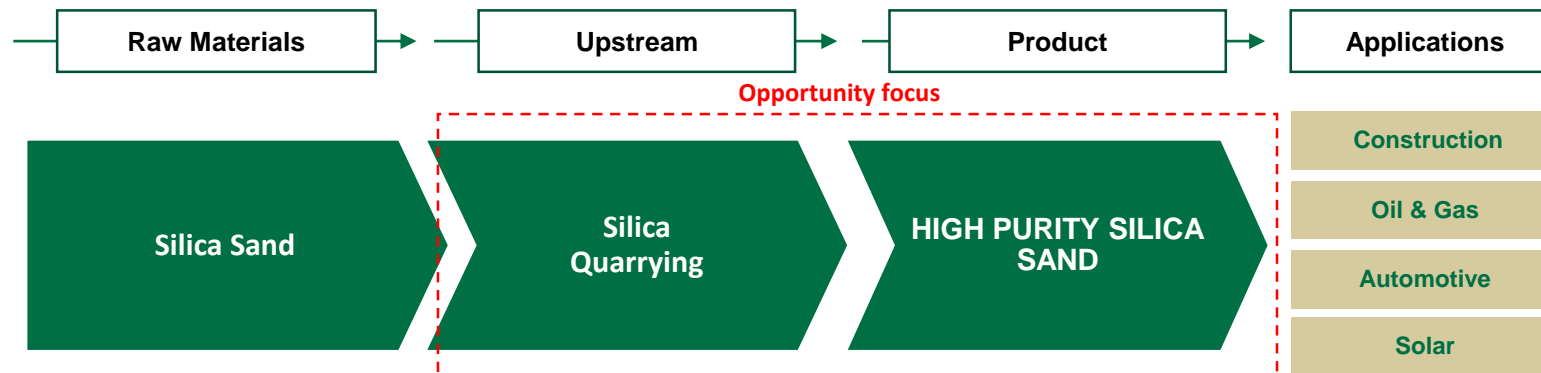 Raw Materials
Upstream
Product
Applications
Opportunity focus
Silica Sand
Silica
Quarrying
HIGH PURITY SILICA
SAND
Construction
Oil & Gas
Automotive
Solar